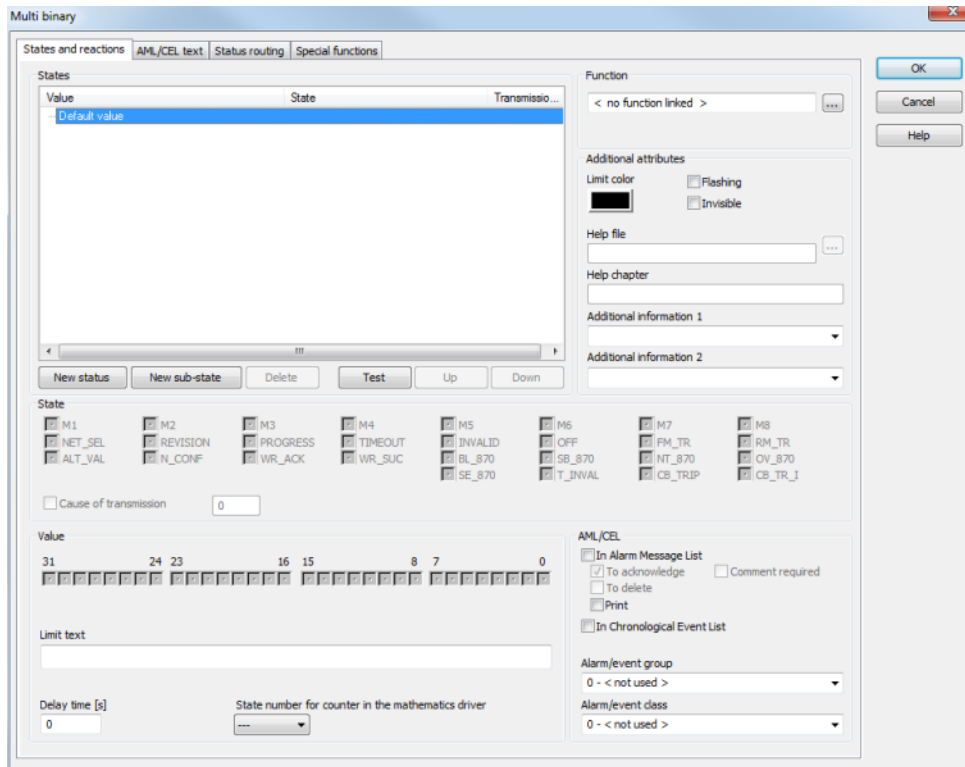 Multi binary
States and reactions AML/CEL text Status routing Special functions
States
Value State Transmissio...
Default value
New status New sub-state Delete Test Up Down
Function
< no function linked > ...
Additional attributes
Limit color
Flashing
Invisible
Help file
...
Help chapter
Additional information 1
Additional information 2
OK
Cancel
Help
State
M1 M2 M3 M4 M5 M6 M7 M8
NET_SEL REVISION PROGRESS TIMEOUT INVALID OFF FM_TR RM_TR
ALT_VAL N_CONF WR_ACK WR_SUC BL_870 SB_870 NT_870 OV_870
SE_870 T_INVAL CB_TRIP CB_TR_I
Cause of transmission 0
Value
31 24 23 16 15 8 7 0
Limit text
Delay time [s] State number for counter in the mathematics driver
0 ---
AML/CEL
In Alarm Message List
To acknowledge Comment required
To delete
Print
In Chronological Event List
Alarm/event group
0 - < not used >
Alarm/event class
0 - < not used >